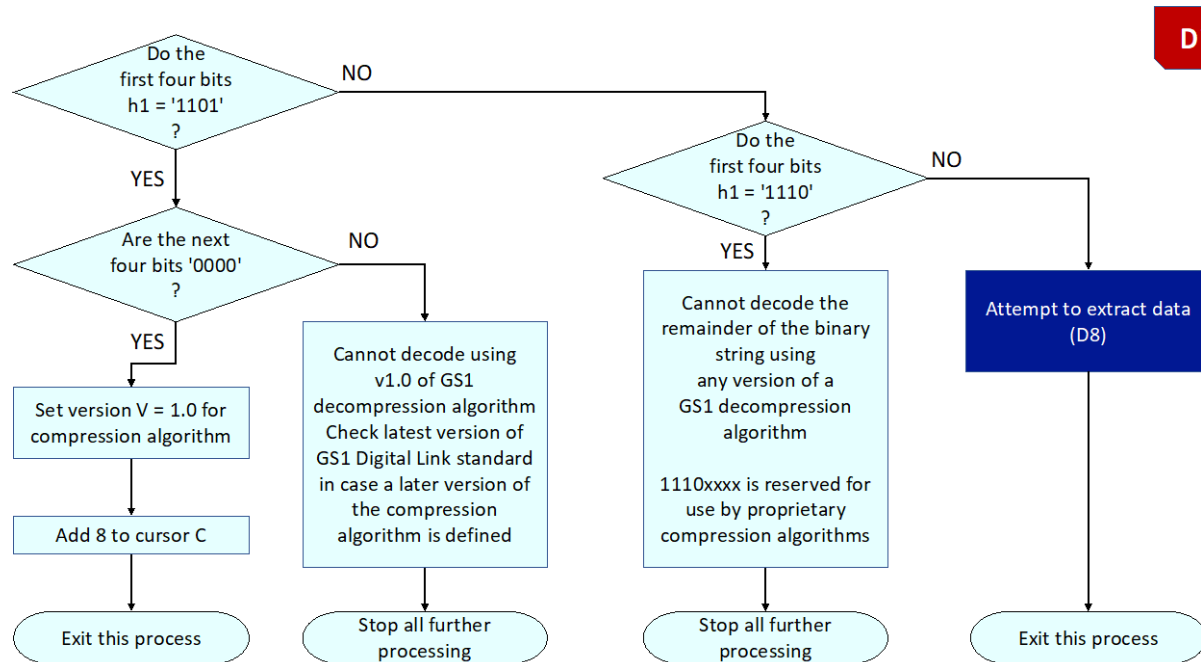 D
Do the
first four bits
h1 = '1101'
?
NO
YES
Do the
first four bits
h1 = '1110'
?
NO
YES
Are the next
four bits '0000'
?
NO
YES
Set version V = 1.0 for
compression algorithm
Add 8 to cursor C
Exit this process
Cannot decode using
v1.0 of GS1
decompression algorithm
Check latest version of
GS1 Digital Link standard
in case a later version of
the compression
algorithm is defined
Stop all further
processing
Cannot decode the
remainder of the binary
string using
any version of a
GS1 decompression
algorithm
1110xxxx is reserved for
use by proprietary
compression algorithms
Stop all further
processing
Attempt to extract data
(D8)
Exit this process